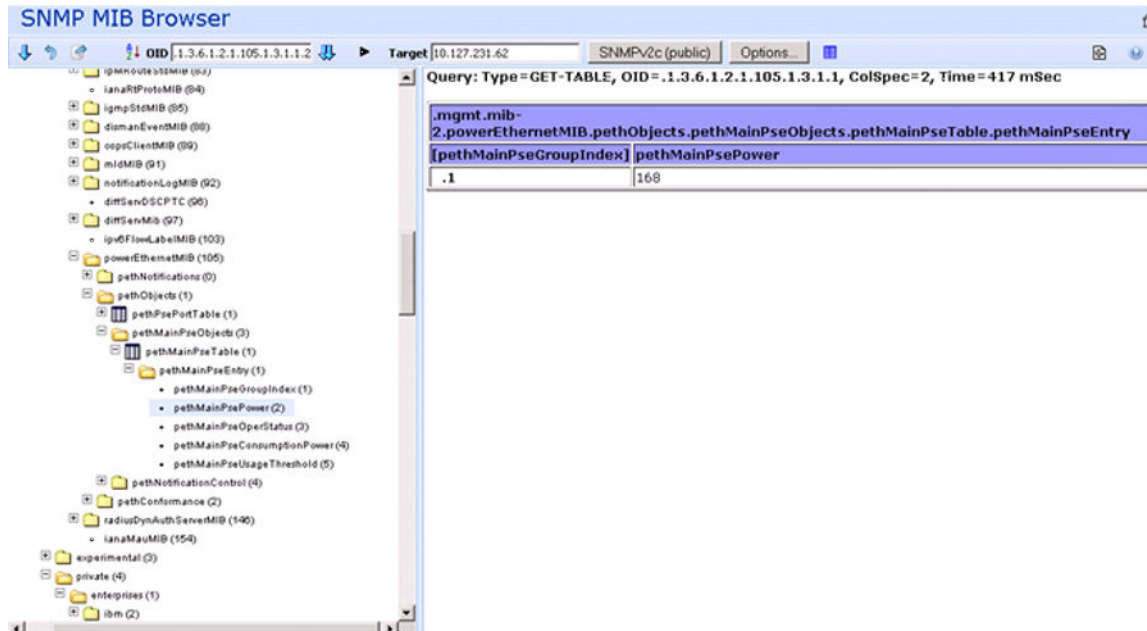 SNMP MIB Browser
OID .1.3.6.1.2.1.105.1.3.1.1.2 Target 10.127.231.62 SNMPv2c (public) Options...
ipMRouteStdMIB (83)
ianaRtProtoMIB (84)
igmpStdMIB (85)
dismanEventMIB (88)
copsClientMIB (89)
mldMIB (91)
notificationLogMIB (92)
diffServDSCPTC (96)
diffServMib (97)
ipv6FlowLabelMIB (103)
powerEthernetMIB (105)
pethNotifications (0)
pethObjects (1)
pethPsePortTable (1)
pethMainPseObjects (3)
pethMainPseTable (1)
pethMainPseEntry (1)
pethMainPseGroupIndex (1)
pethMainPsePower (2)
pethMainPseOperStatus (3)
pethMainPseConsumptionPower (4)
pethMainPseUsageThreshold (5)
pethNotificationControl (4)
pethConformance (2)
radiusDynAuthServerMIB (146)
ianaMauMIB (154)
experimental (3)
private (4)
enterprises (1)
ibm (2)
Query: Type=GET-TABLE, OID=.1.3.6.1.2.1.105.1.3.1.1, ColSpec=2, Time=417 mSec
.mgmt.mib-
2.powerEthernetMIB.pethObjects.pethMainPseObjects.pethMainPseTable.pethMainPseEntry
[pethMainPseGroupIndex] pethMainPsePower
.1 168